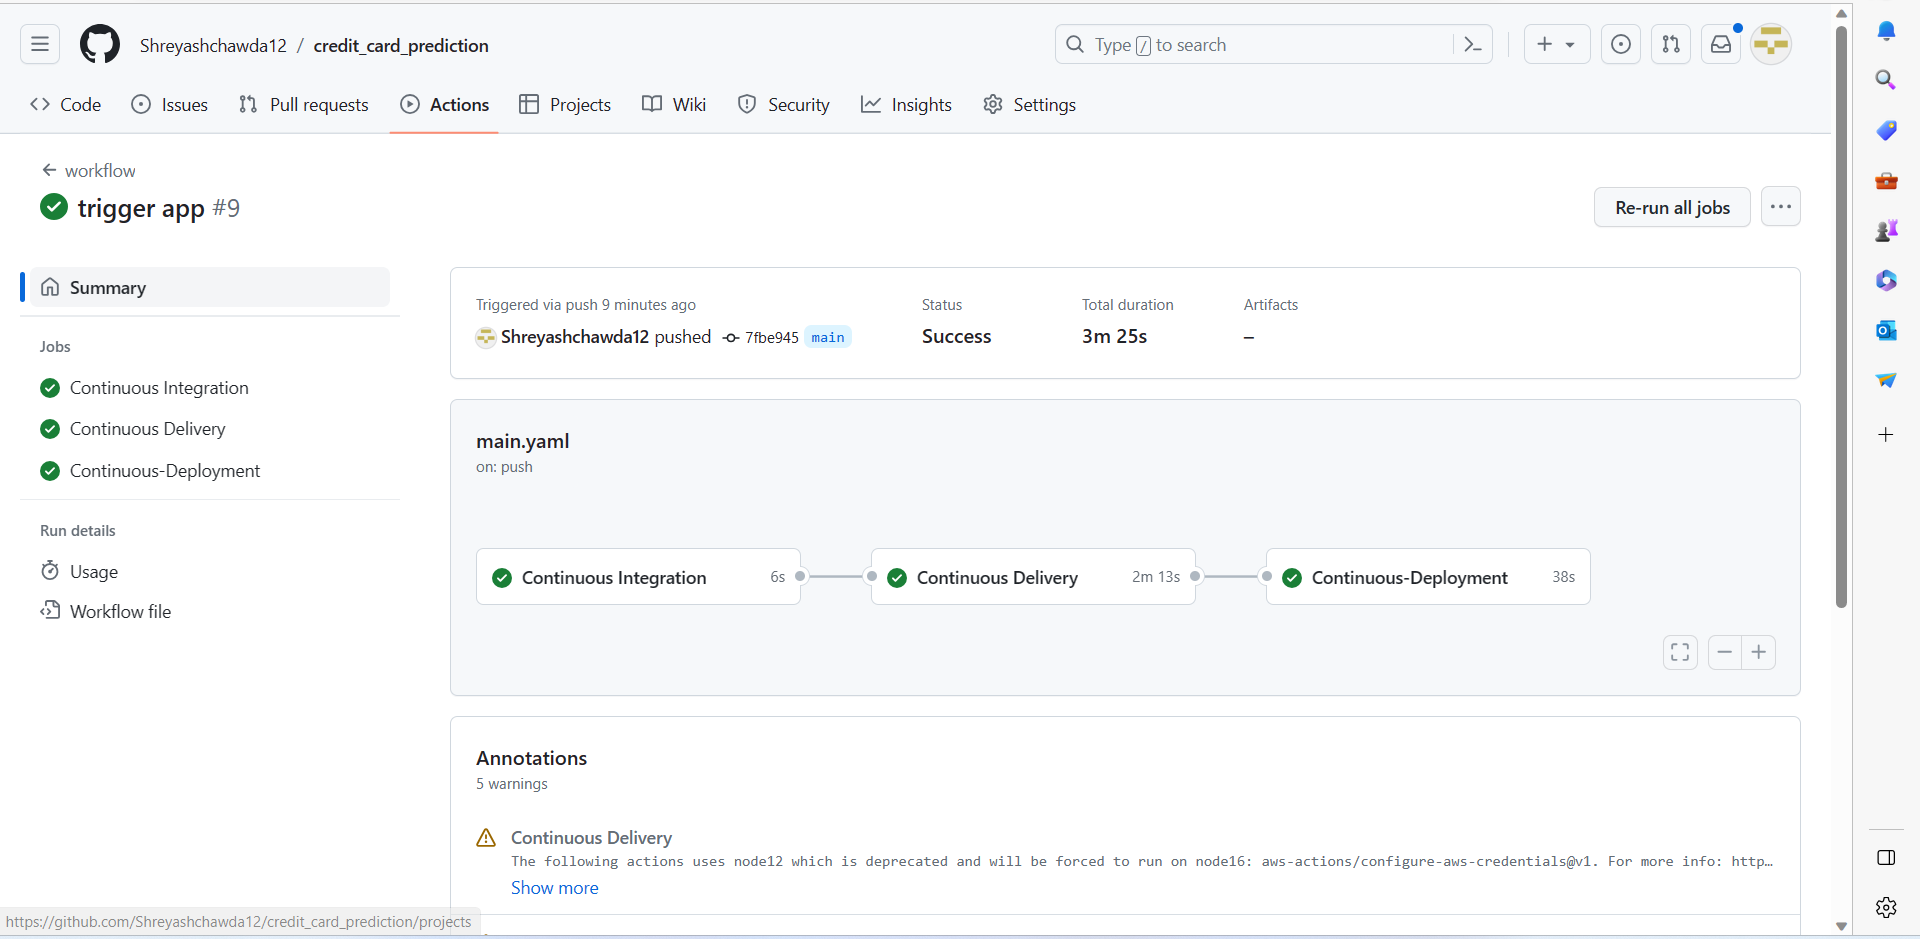 Shreyashchawda12 / credit_card_prediction
Type / to search
Code
Issues
Pull requests
Actions
Projects
Wiki
Security
Insights
Settings
workflow
trigger app #9
Re-run all jobs
Summary
Jobs
Continuous Integration
Continuous Delivery
Continuous-Deployment
Run details
Usage
Workflow file
Triggered via push 9 minutes ago
Shreyashchawda12 pushed 7fbe945 main
Status
Success
Total duration
3m 25s
Artifacts
–
main.yaml
on: push
Continuous Integration 6s
Continuous Delivery 2m 13s
Continuous-Deployment 38s
Annotations
5 warnings
Continuous Delivery
The following actions uses node12 which is deprecated and will be forced to run on node16: aws-actions/configure-aws-credentials@v1. For more info: http…
Show more
https://github.com/Shreyashchawda12/credit_card_prediction/projects